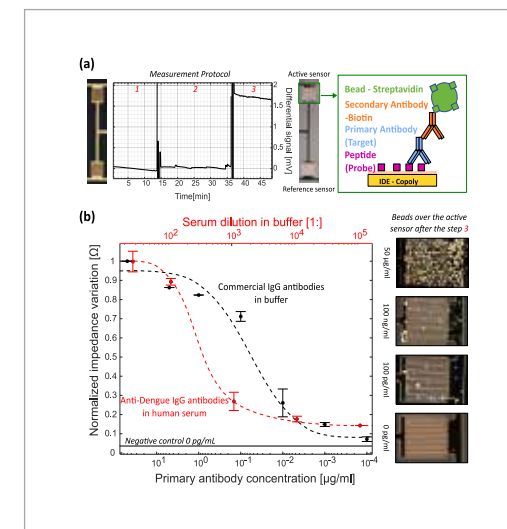 (a)
Measurement Protocol
1
2
3
5 10 15 20 25 30 35 40 45
Time[min]
Differential signal [mV]
0
1
2
Active sensor
Reference sensor
Bead - Streptavidin
Secondary Antibody
-Biotin
Primary Antibody
(Target)
Peptide
(Probe)
IDE - Copoly
(b)
Serum dilution in buffer [1:]
10² 10³ 10⁴ 10⁵
Normalized impedance variation [Ω]
1
0.9
0.8
0.7
0.6
0.5
0.4
0.3
0.2
0.1
0
Commercial IgG antibodies
in buffer
Anti-Dengue IgG antibodies
in human serum
Negative control 0 pg/mL
10¹ 10⁰ 10⁻¹ 10⁻² 10⁻³ 10⁻⁴
Primary antibody concentration [µg/ml]
Beads over the active
sensor after the step 3
50 µg/ml
100 ng/ml
100 pg/ml
0 pg/ml